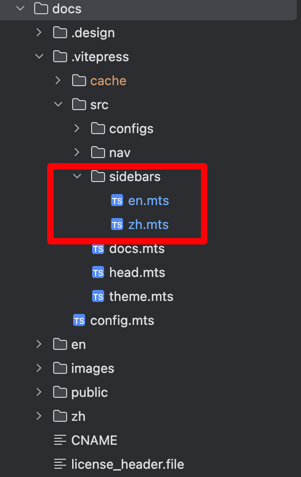 docs
.design
.vitepress
cache
src
configs
nav
sidebars
TS en.mts
TS zh.mts
TS docs.mts
TS head.mts
TS theme.mts
TS config.mts
en
images
public
zh
CNAME
license_header.file